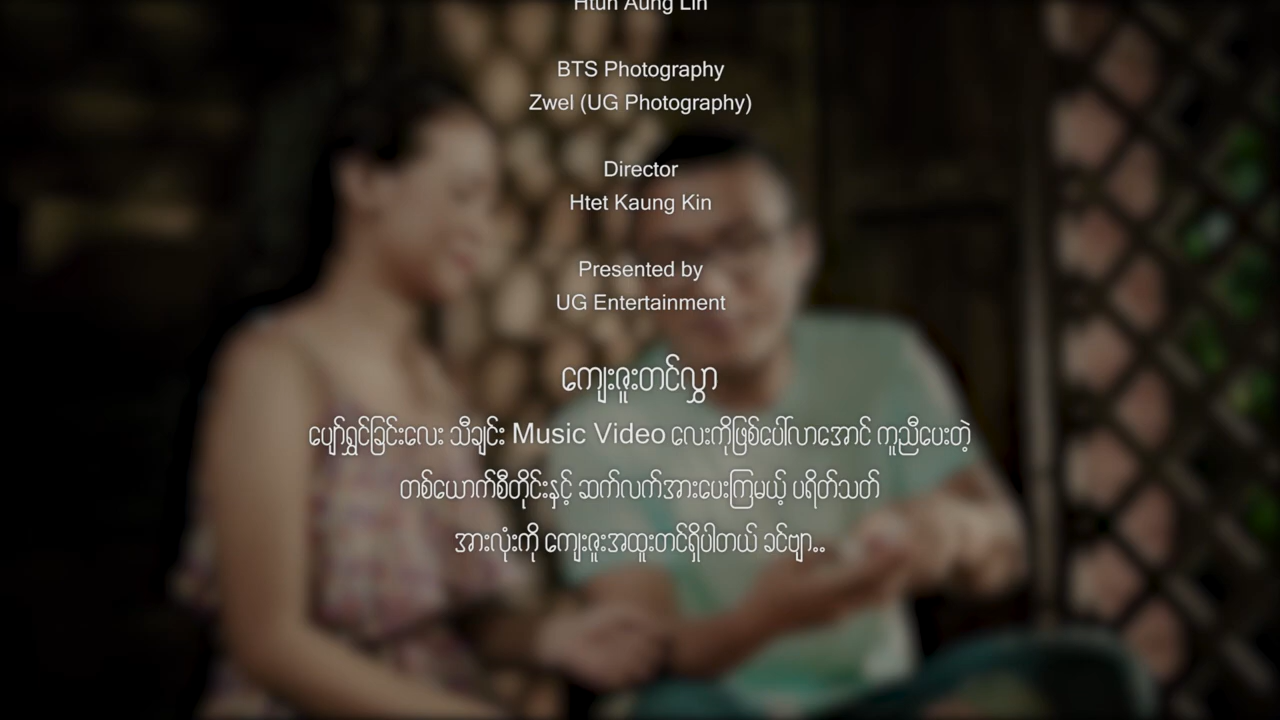 Htun Aung Lin
BTS Photography
Zwel (UG Photography)
Director
Htet Kaung Kin
Presented by
UG Entertainment
ကျေးဇူးတင်လွှာ
ပျော်ရွှင်ခြင်းလေး သီချင်း Music Video လေးကိုဖြစ်ပေါ်လာအောင် ကူညီပေးတဲ့
တစ်ယောက်စီတိုင်းနှင့် ဆက်လက်အားပေးကြမယ့် ပရိတ်သတ်
အားလုံးကို ကျေးဇူးအထူးတင်ရှိပါတယ် ခင်ဗျာ..